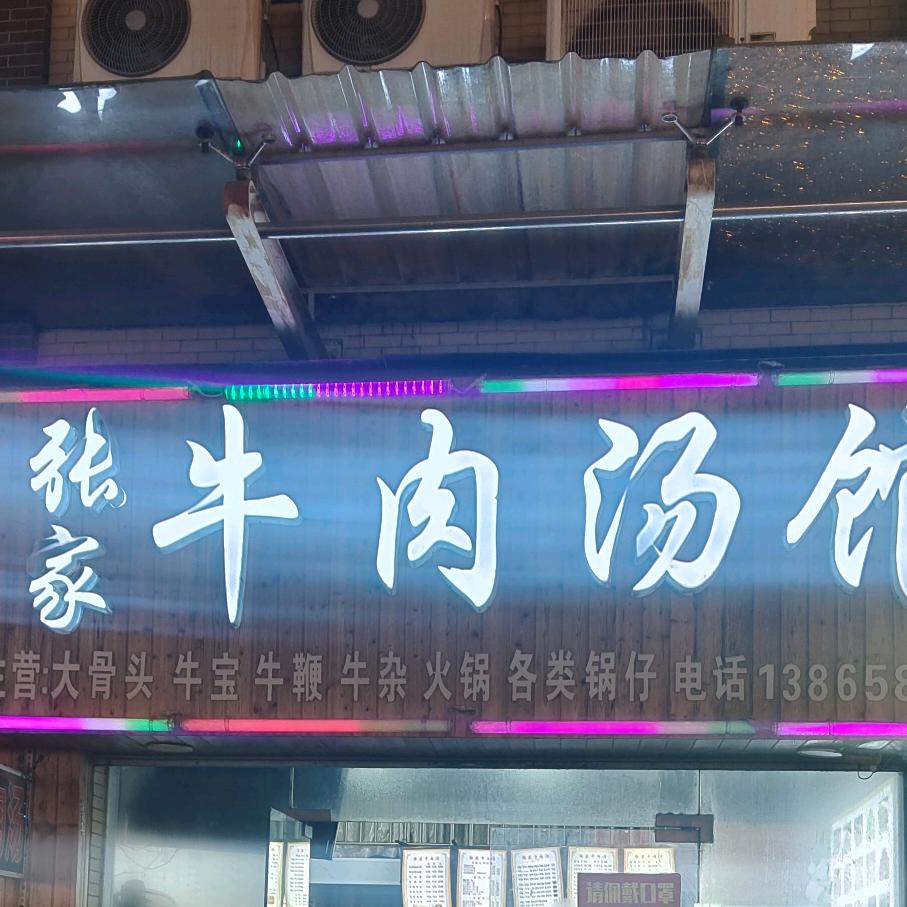 张家
牛肉汤馆
主营:大骨头 牛宝 牛鞭 牛杂 火锅 各类锅仔 电话138658
请佩戴口罩